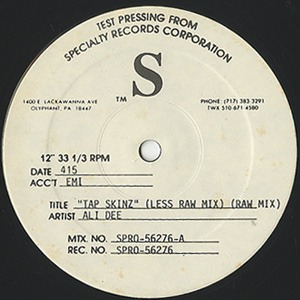 TEST PRESSING FROM
SPECIALTY RECORDS CORPORATION
S
TM
1400 E. LACKAWANNA AVE
OLYPHANT, PA 18447
PHONE: (717) 383-3291
TWX 510 671 4580
12" 33 1/3 RPM
DATE 415
ACC'T EMI
TITLE "TAP SKINZ" (LESS RAW MIX) (RAW MIX)
ARTIST ALI DEE
MTX. NO. SPRO-56276-A
REC. NO. SPRO-56276